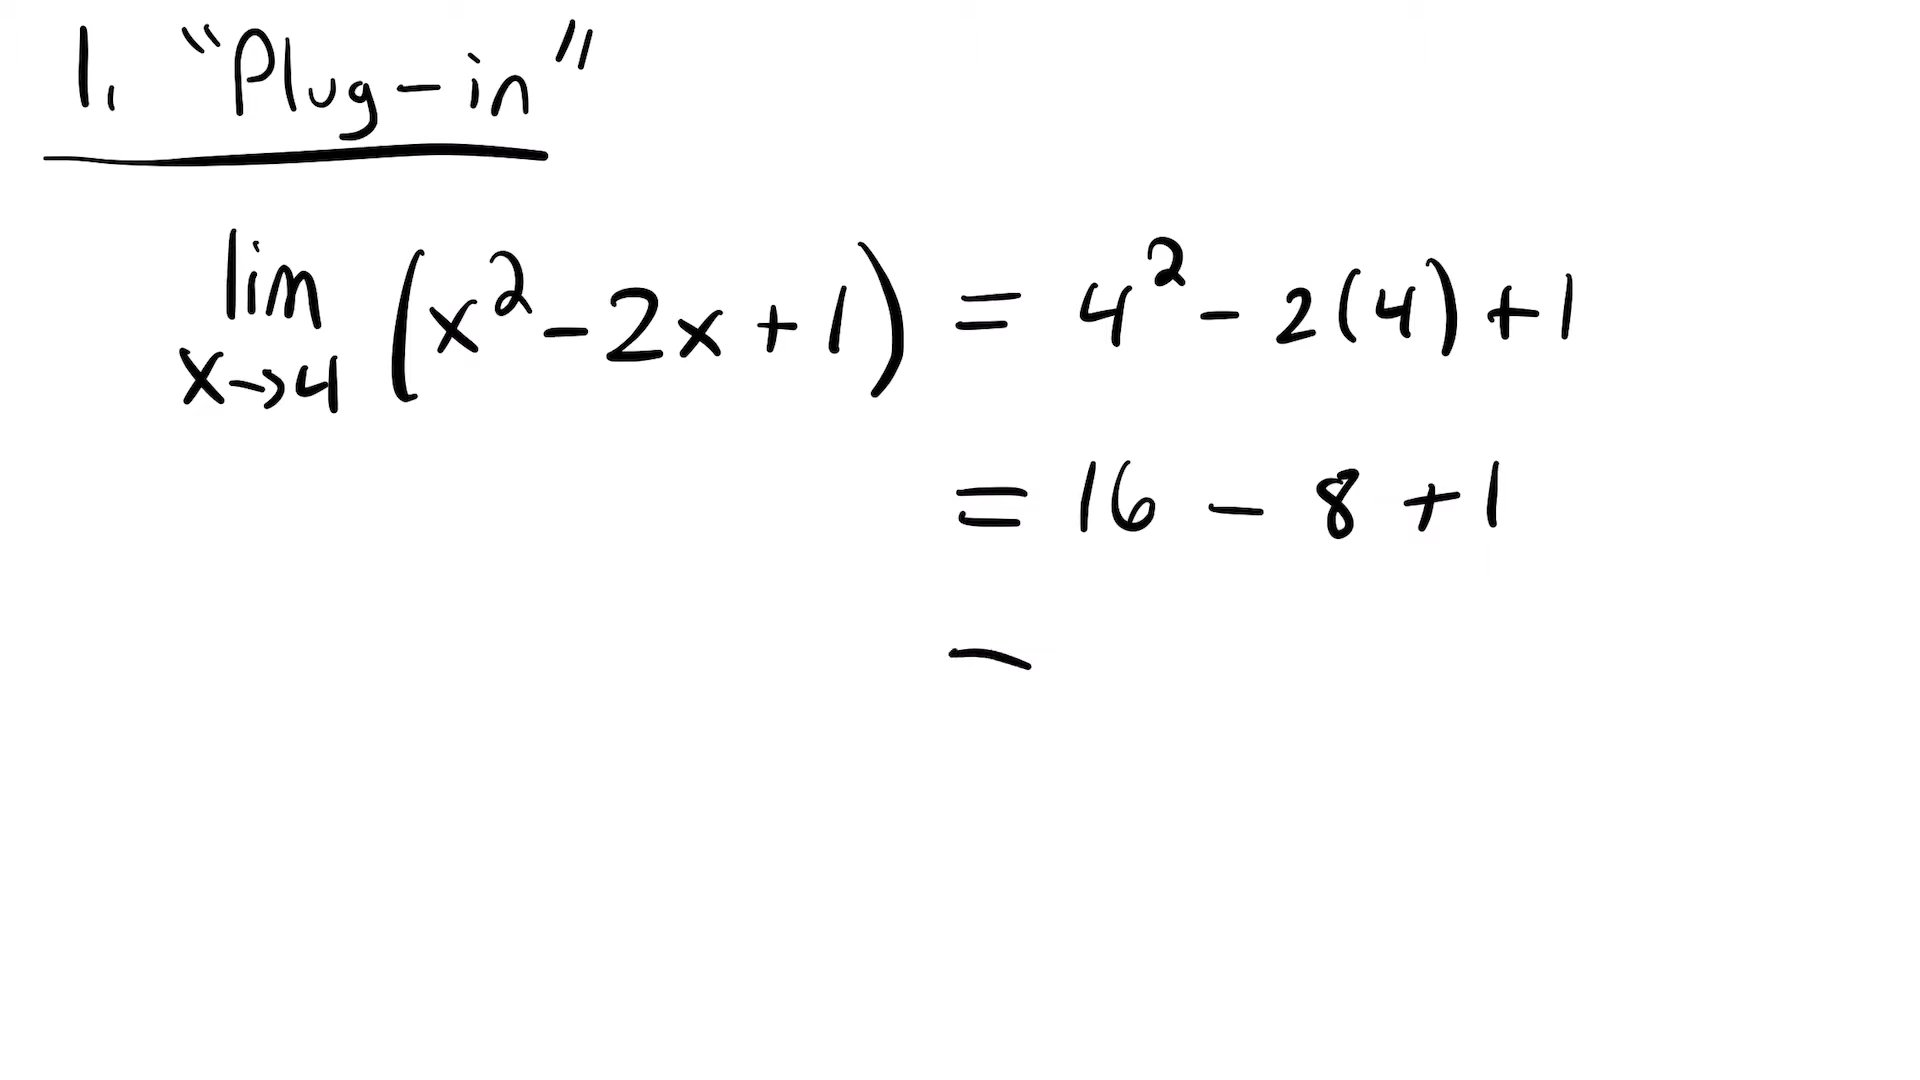 1. "Plug-in"
lim x→4 (x² - 2x + 1) = 4² - 2(4) + 1
= 16 - 8 + 1